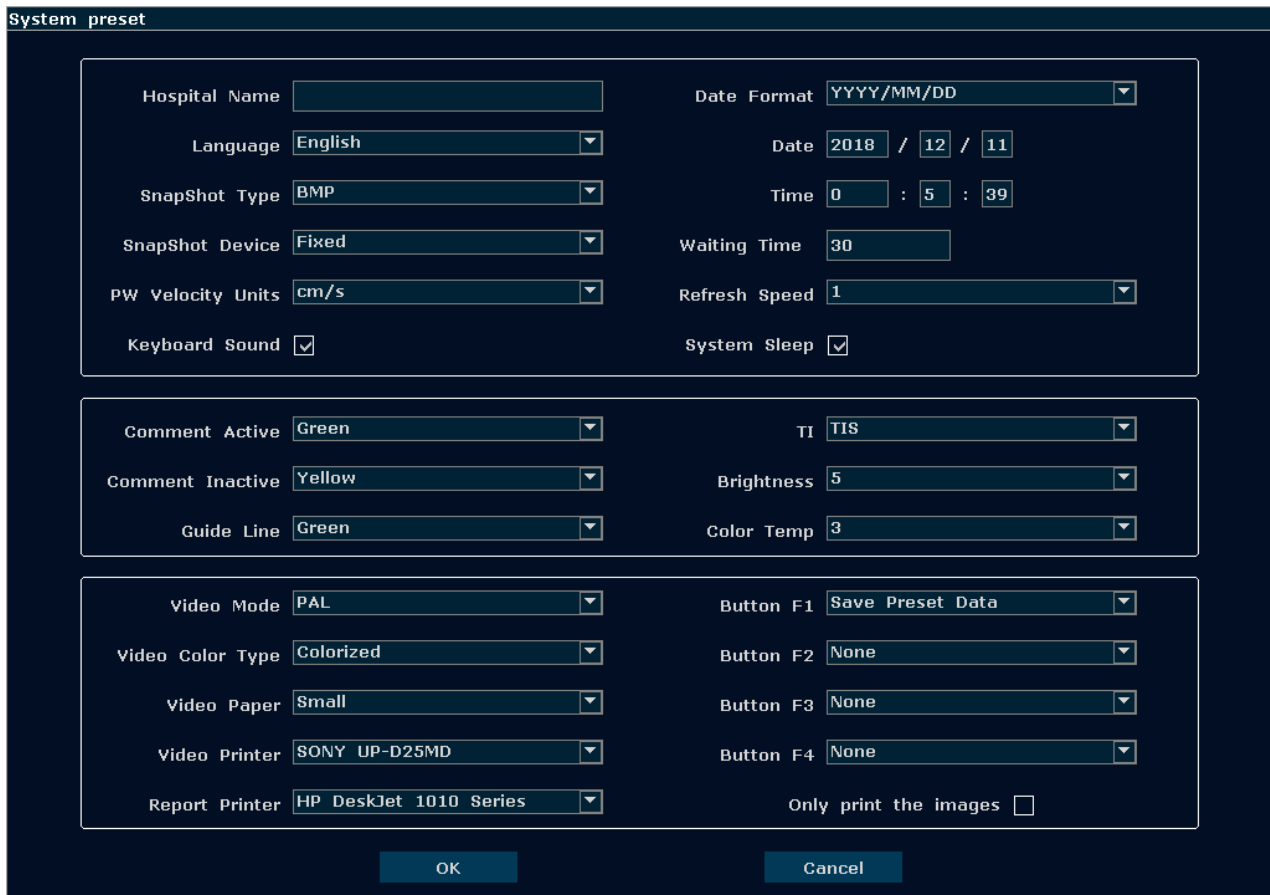 System preset
Hospital Name
Date Format YYYY/MM/DD
Language English
Date 2018 / 12 / 11
SnapShot Type BMP
Time 0 : 5 : 39
SnapShot Device Fixed
Waiting Time 30
PW Velocity Units cm/s
Refresh Speed 1
Keyboard Sound
System Sleep
Comment Active Green
TI TIS
Comment Inactive Yellow
Brightness 5
Guide Line Green
Color Temp 3
Video Mode PAL
Button F1 Save Preset Data
Video Color Type Colorized
Button F2 None
Video Paper Small
Button F3 None
Video Printer SONY UP-D25MD
Button F4 None
Report Printer HP DeskJet 1010 Series
Only print the images
OK
Cancel